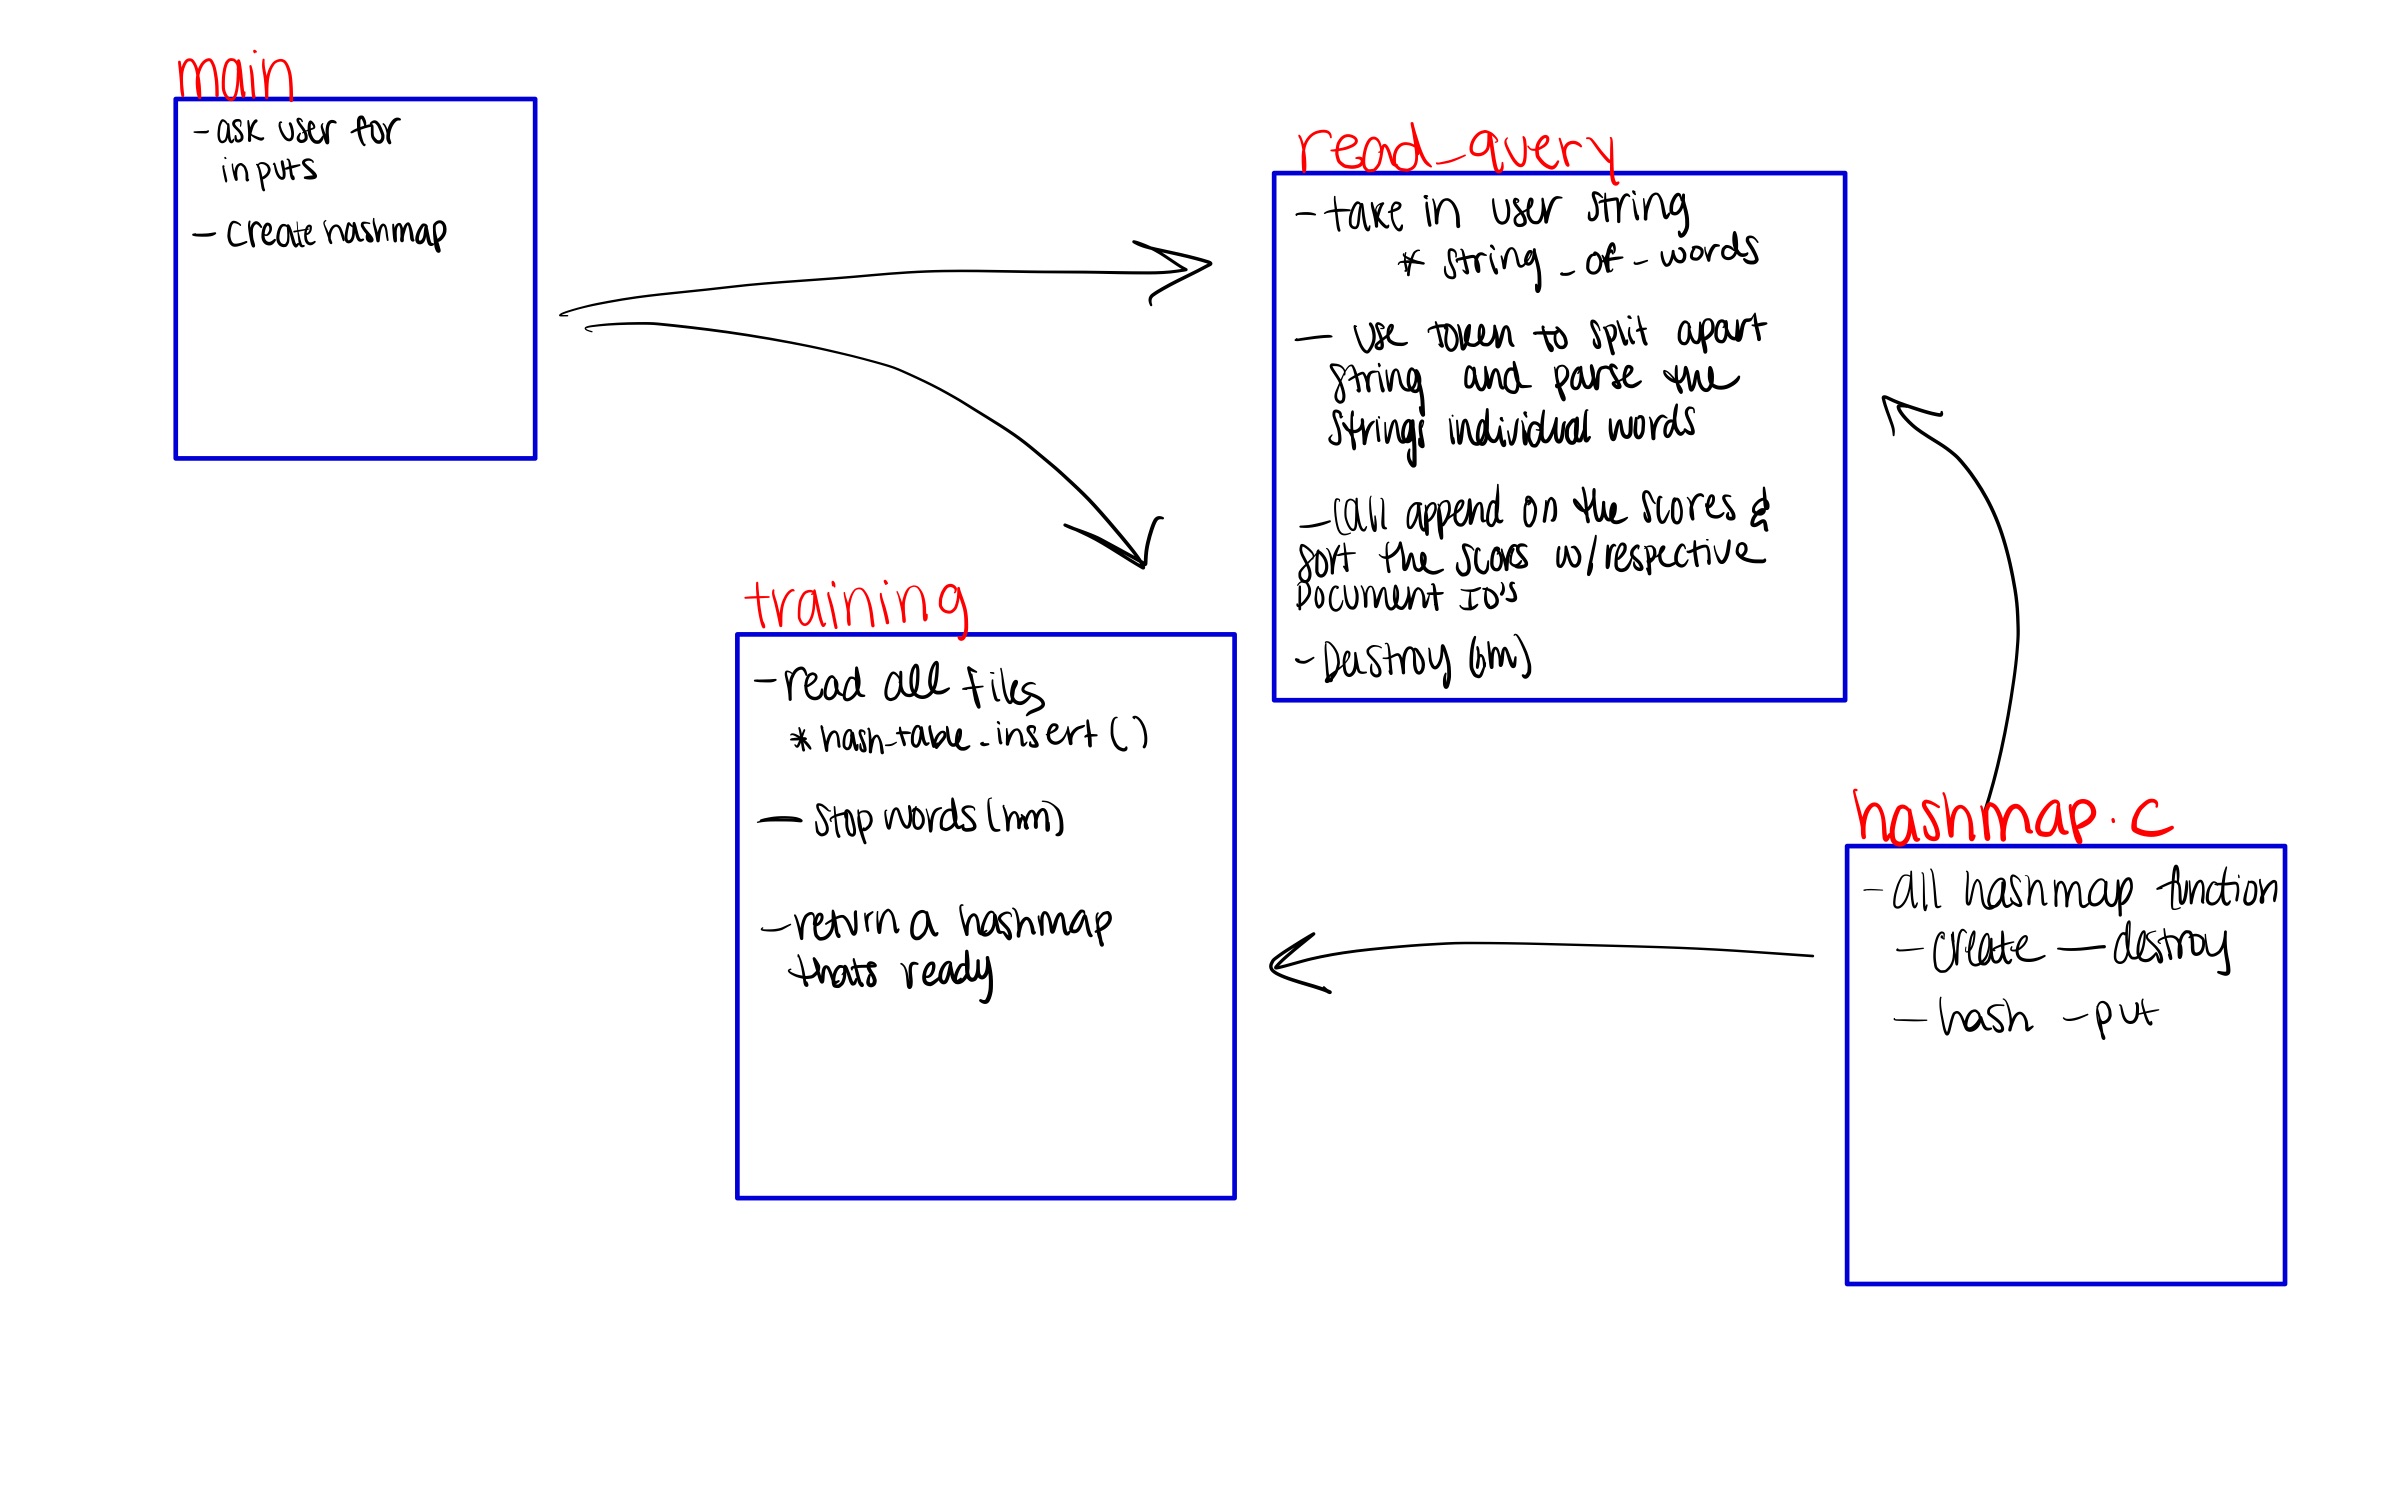 main
- ask user for
inputs
- create hashmap
read_query
- take in user string
* string_of_words
- use token to split apart
string and parse the
strings individual words
- call append on the scores &
sort the scores w/respective
Document ID's
- Destroy (hm)
training
- read all files
* hash_table_insert ()
- stop words (hm)
- return a hashmap
thats ready
hashmap.c
- all hashmap function
- create - destroy
- hash - put